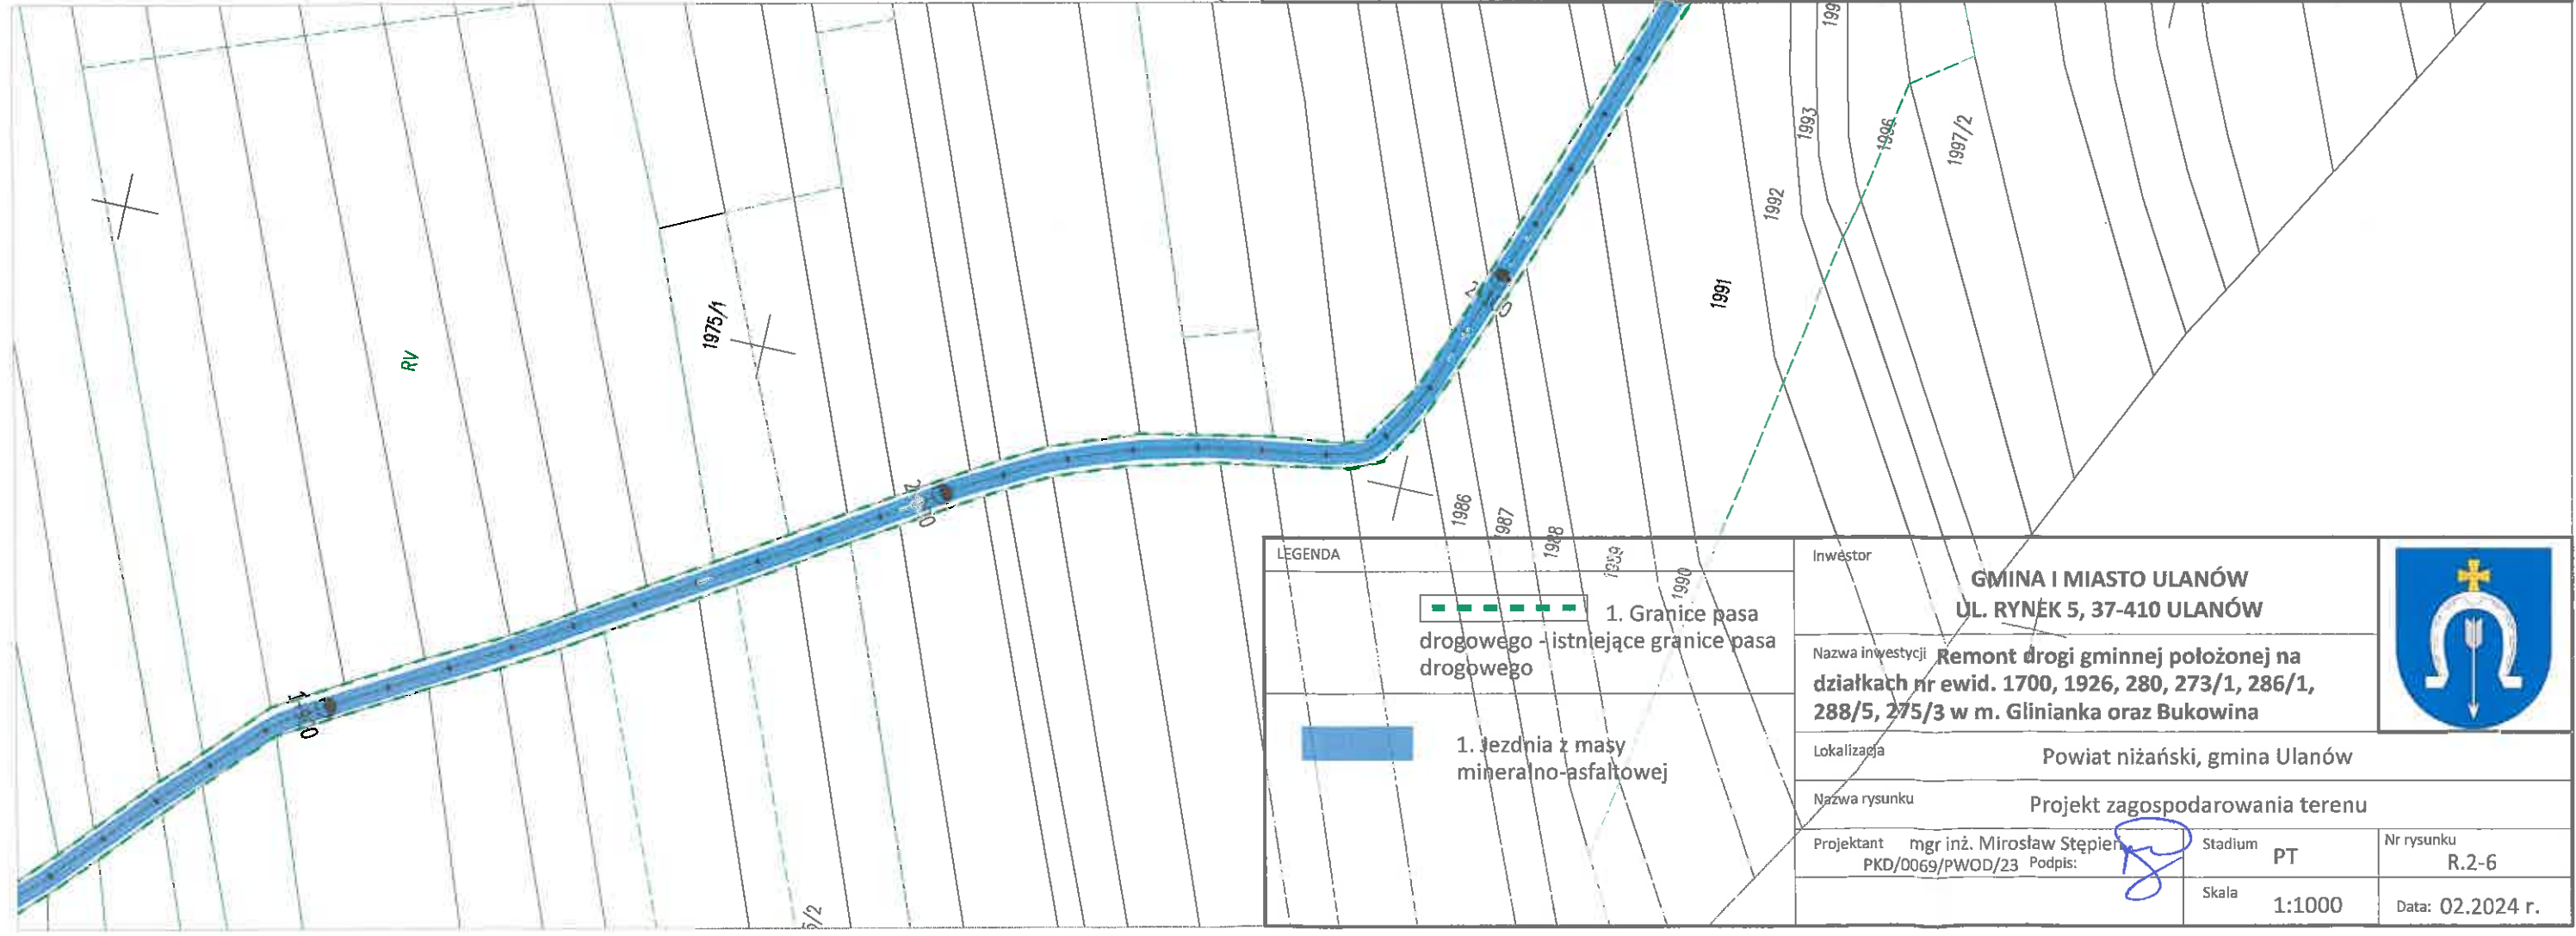 199
1993
1996
1997/2
1992
1991
1975/1
RV
1986
1987
1988
1990
LEGENDA
1. Granice pasa
drogowego - istniejące granice pasa
drogowego
1. Jezdnia z masy
mineralno-asfaltowej
Inwestor
GMINA I MIASTO ULANÓW
UL. RYNEK 5, 37-410 ULANÓW
Nazwa inwestycji Remont drogi gminnej położonej na
działkach nr ewid. 1700, 1926, 280, 273/1, 286/1,
288/5, 275/3 w m. Glinianka oraz Bukowina
Lokalizacja
Powiat niżański, gmina Ulanów
Nazwa rysunku
Projekt zagospodarowania terenu
Projektant mgr inż. Mirosław Stępień
PKD/0069/PWOD/23 Podpis:
Stadium
PT
Nr rysunku
R.2-6
Skala
1:1000
Data: 02.2024 r.